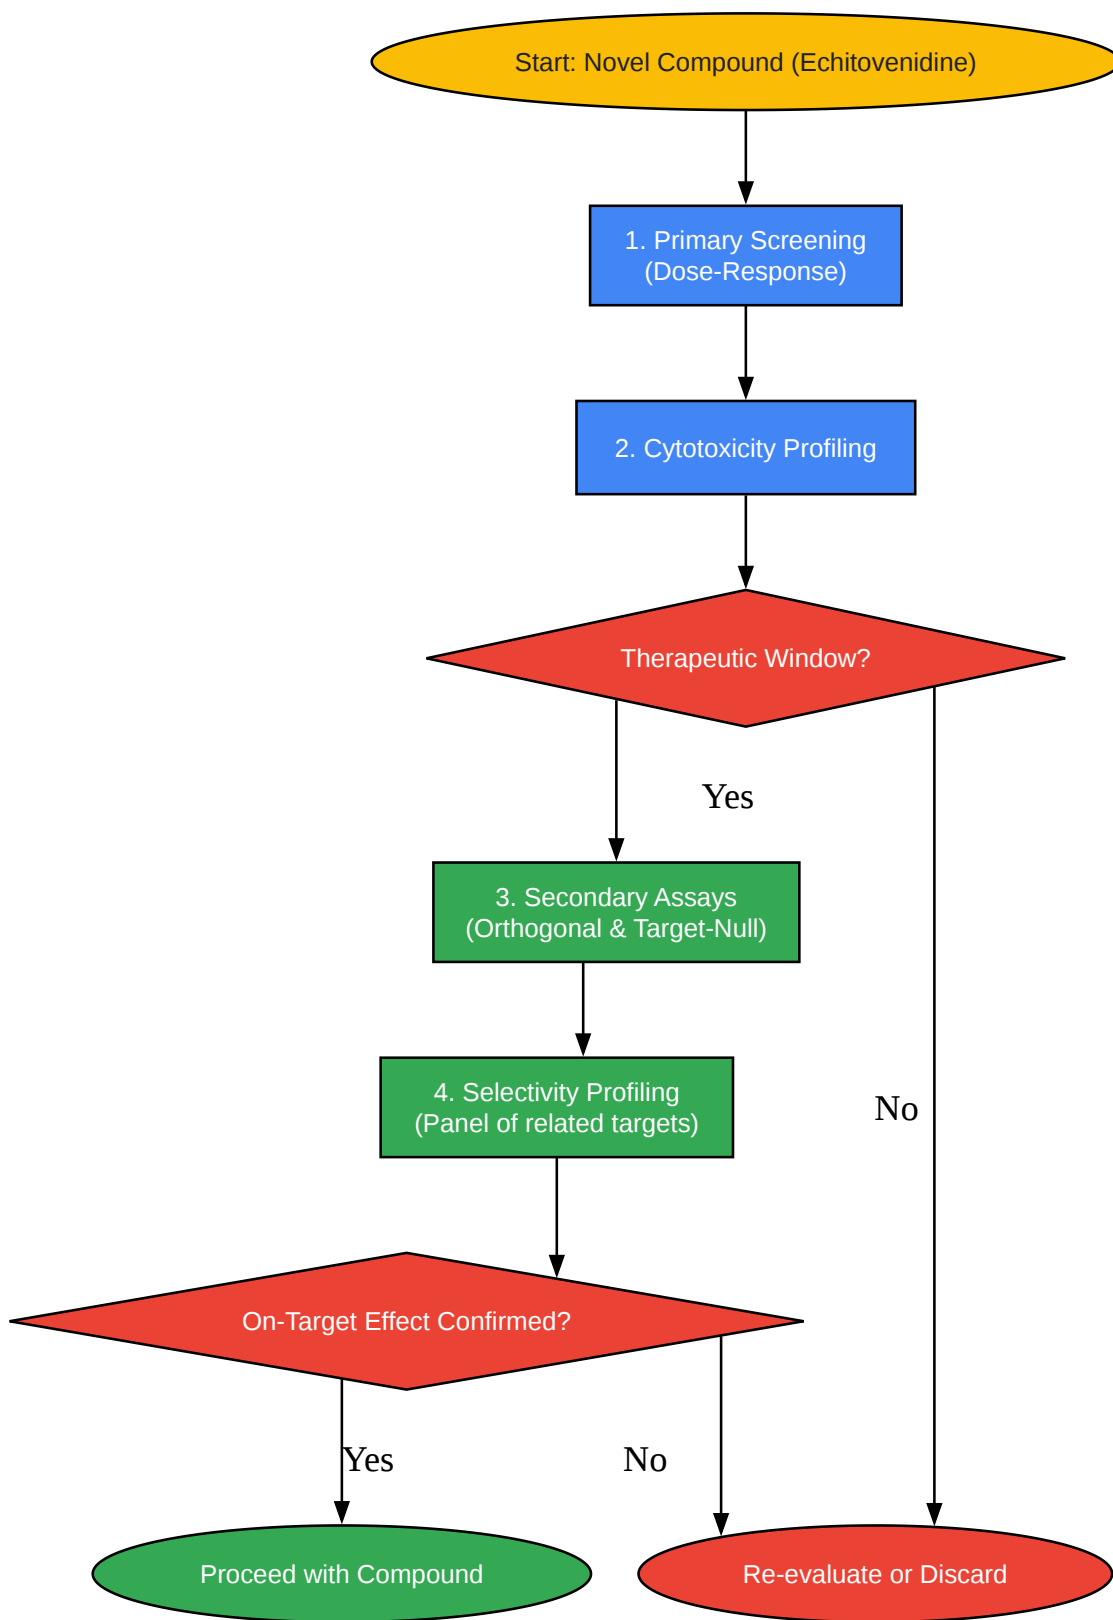 Start: Novel Compound (Echitovenidine)
1. Primary Screening
(Dose-Response)
2. Cytotoxicity Profiling
Therapeutic Window?
Yes
3. Secondary Assays
(Orthogonal & Target-Null)
4. Selectivity Profiling
(Panel of related targets)
No
On-Target Effect Confirmed?
Yes
No
Proceed with Compound
Re-evaluate or Discard